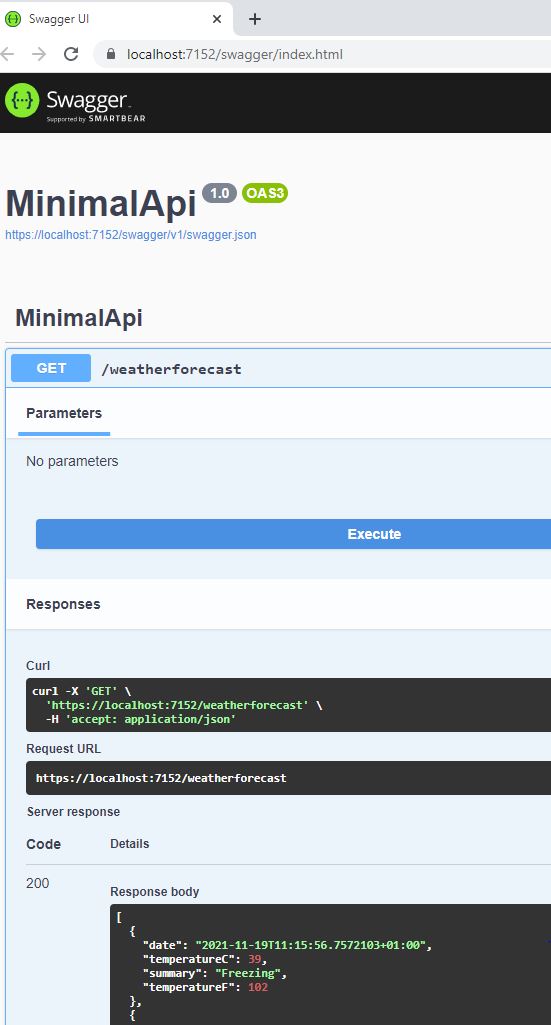 Swagger UI
localhost:7152/swagger/index.html
{···} Swagger™
Supported by SMARTBEAR
MinimalApi 1.0 OAS3
https://localhost:7152/swagger/v1/swagger.json
MinimalApi
GET /weatherforecast
Parameters
No parameters
Execute
Responses
Curl
curl -X 'GET' \
'https://localhost:7152/weatherforecast' \
-H 'accept: application/json'
Request URL
https://localhost:7152/weatherforecast
Server response
Code Details
200
Response body
[
{
"date": "2021-11-19T11:15:56.7572103+01:00",
"temperatureC": 39,
"summary": "Freezing",
"temperatureF": 102
},
{